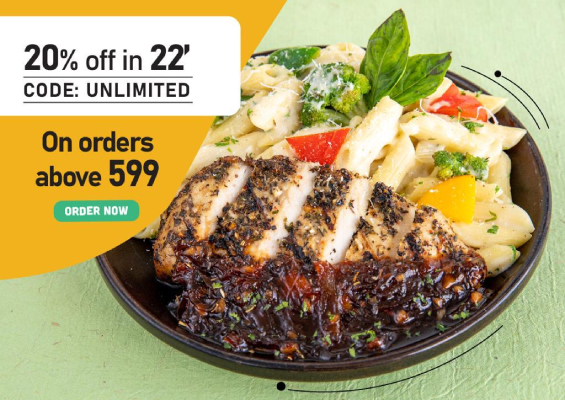 20% off in 22'
CODE: UNLIMITED
On orders
above 599
ORDER NOW